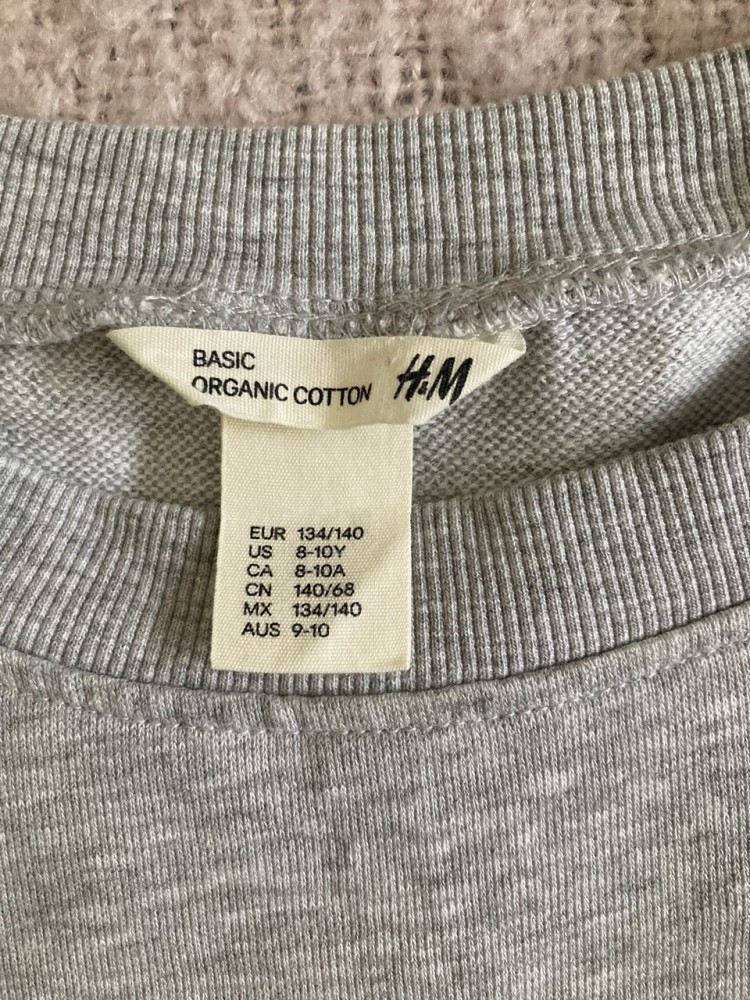 BASIC
ORGANIC COTTON H&M
EUR 134/140
US 8-10Y
CA 8-10A
CN 140/68
MX 134/140
AUS 9-10